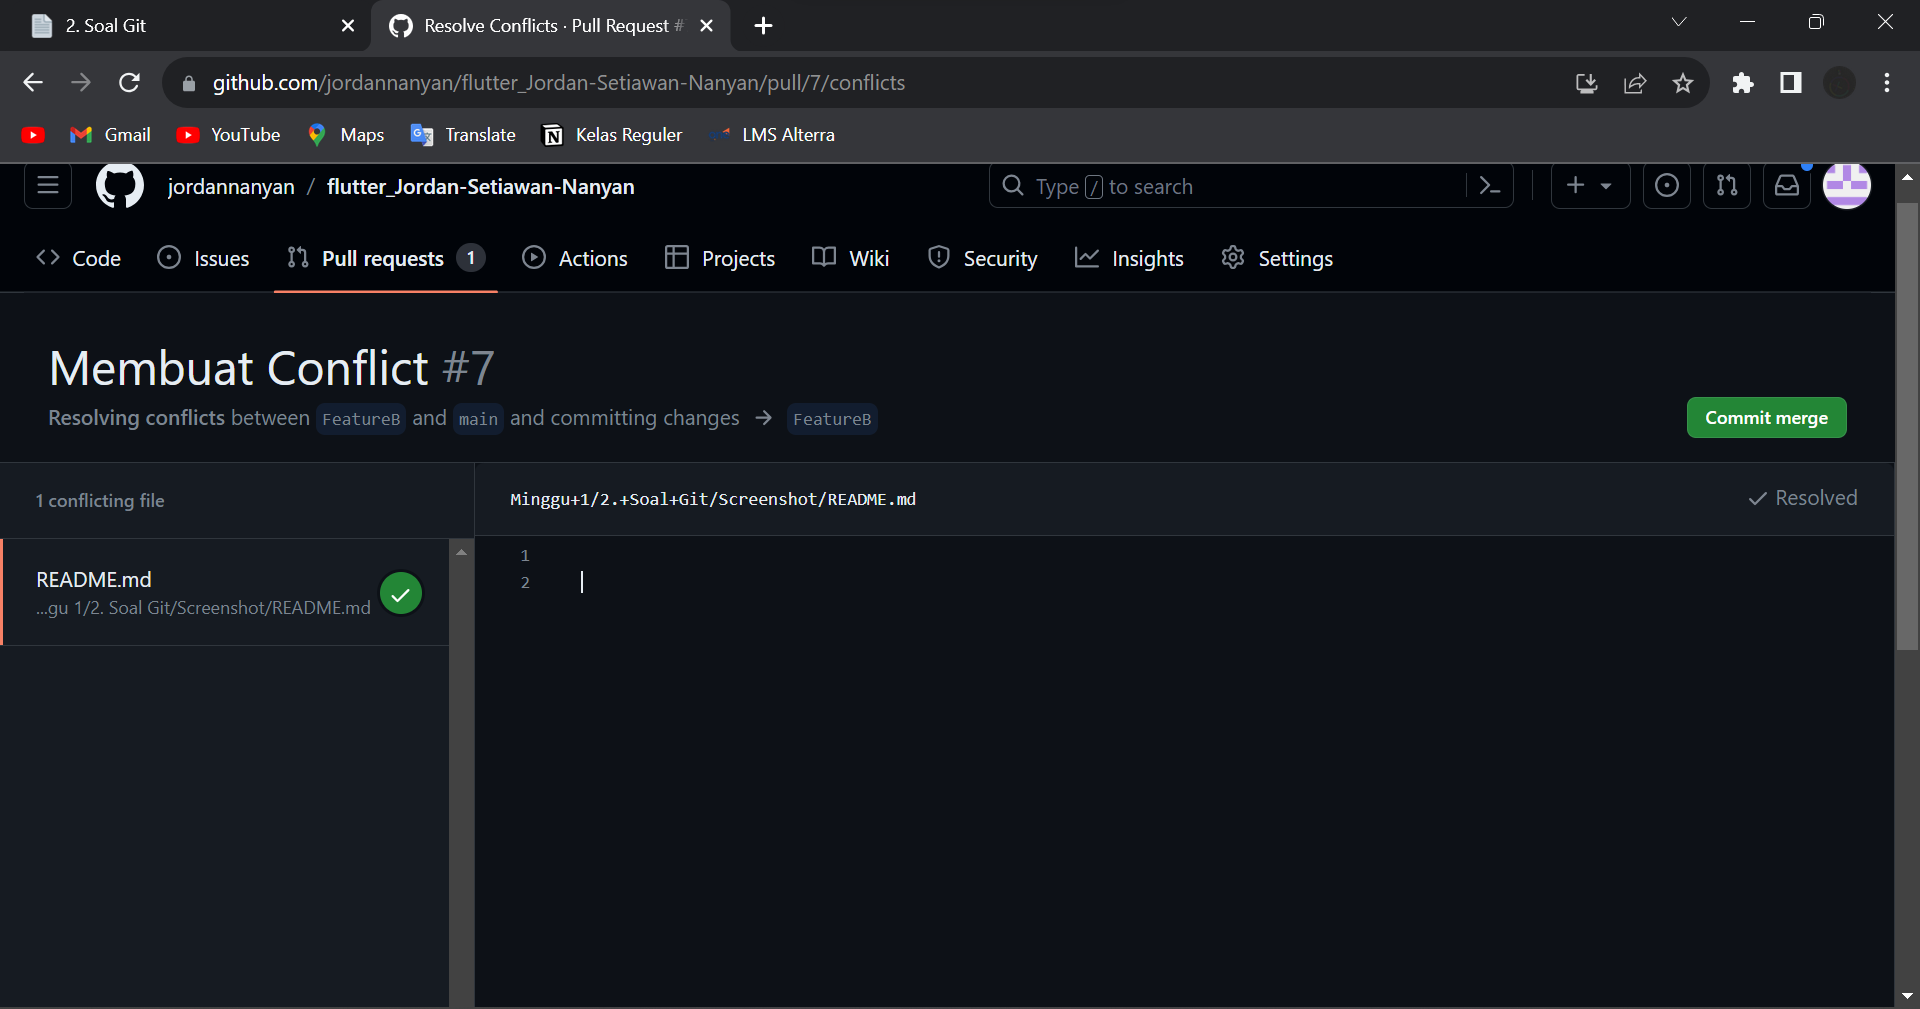 2. Soal Git
Resolve Conflicts · Pull Request #
github.com/jordannanyan/flutter_Jordan-Setiawan-Nanyan/pull/7/conflicts
Gmail
YouTube
Maps
Translate
Kelas Reguler
LMS Alterra
jordannanyan / flutter_Jordan-Setiawan-Nanyan
Type / to search
Code
Issues
Pull requests 1
Actions
Projects
Wiki
Security
Insights
Settings
Membuat Conflict #7
Resolving conflicts between FeatureB and main and committing changes → FeatureB
Commit merge
1 conflicting file
Minggu+1/2.+Soal+Git/Screenshot/README.md
Resolved
README.md
...gu 1/2. Soal Git/Screenshot/README.md
1
2